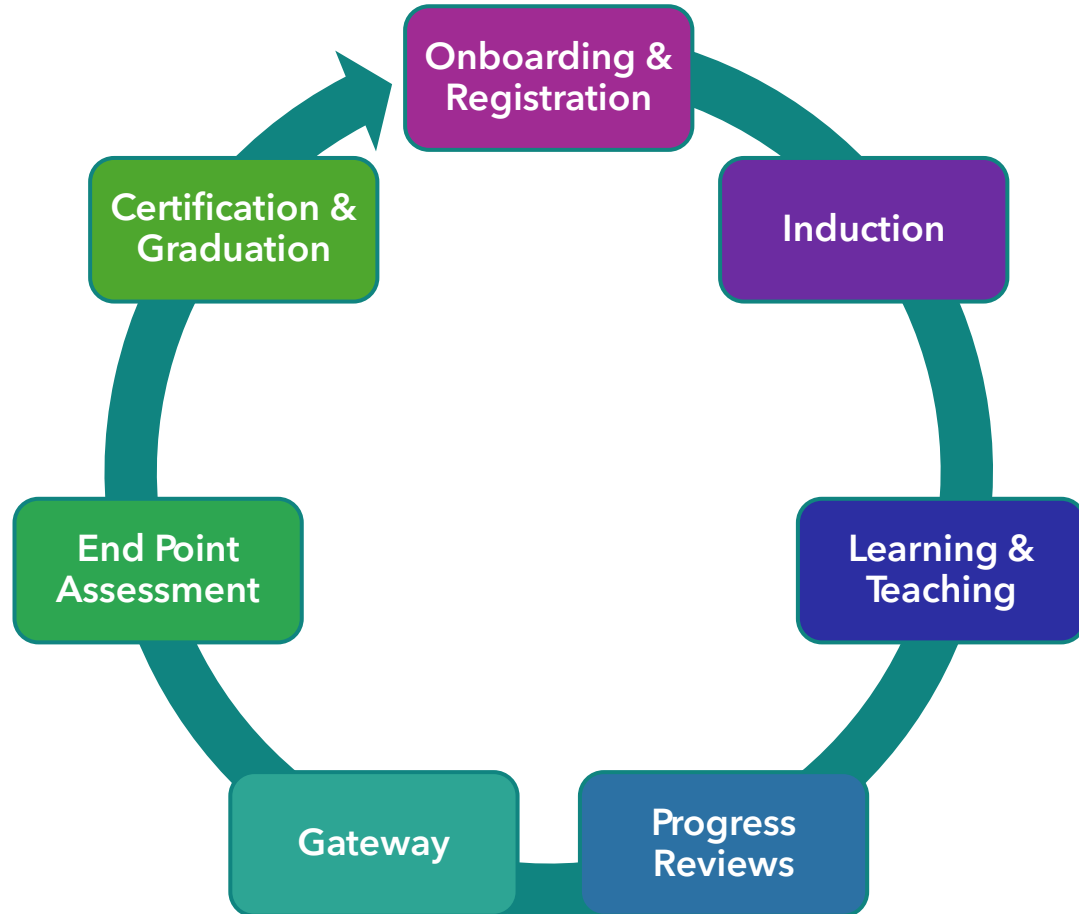 Onboarding &
Registration
Induction
Learning &
Teaching
Progress
Reviews
Gateway
End Point
Assessment
Certification &
Graduation